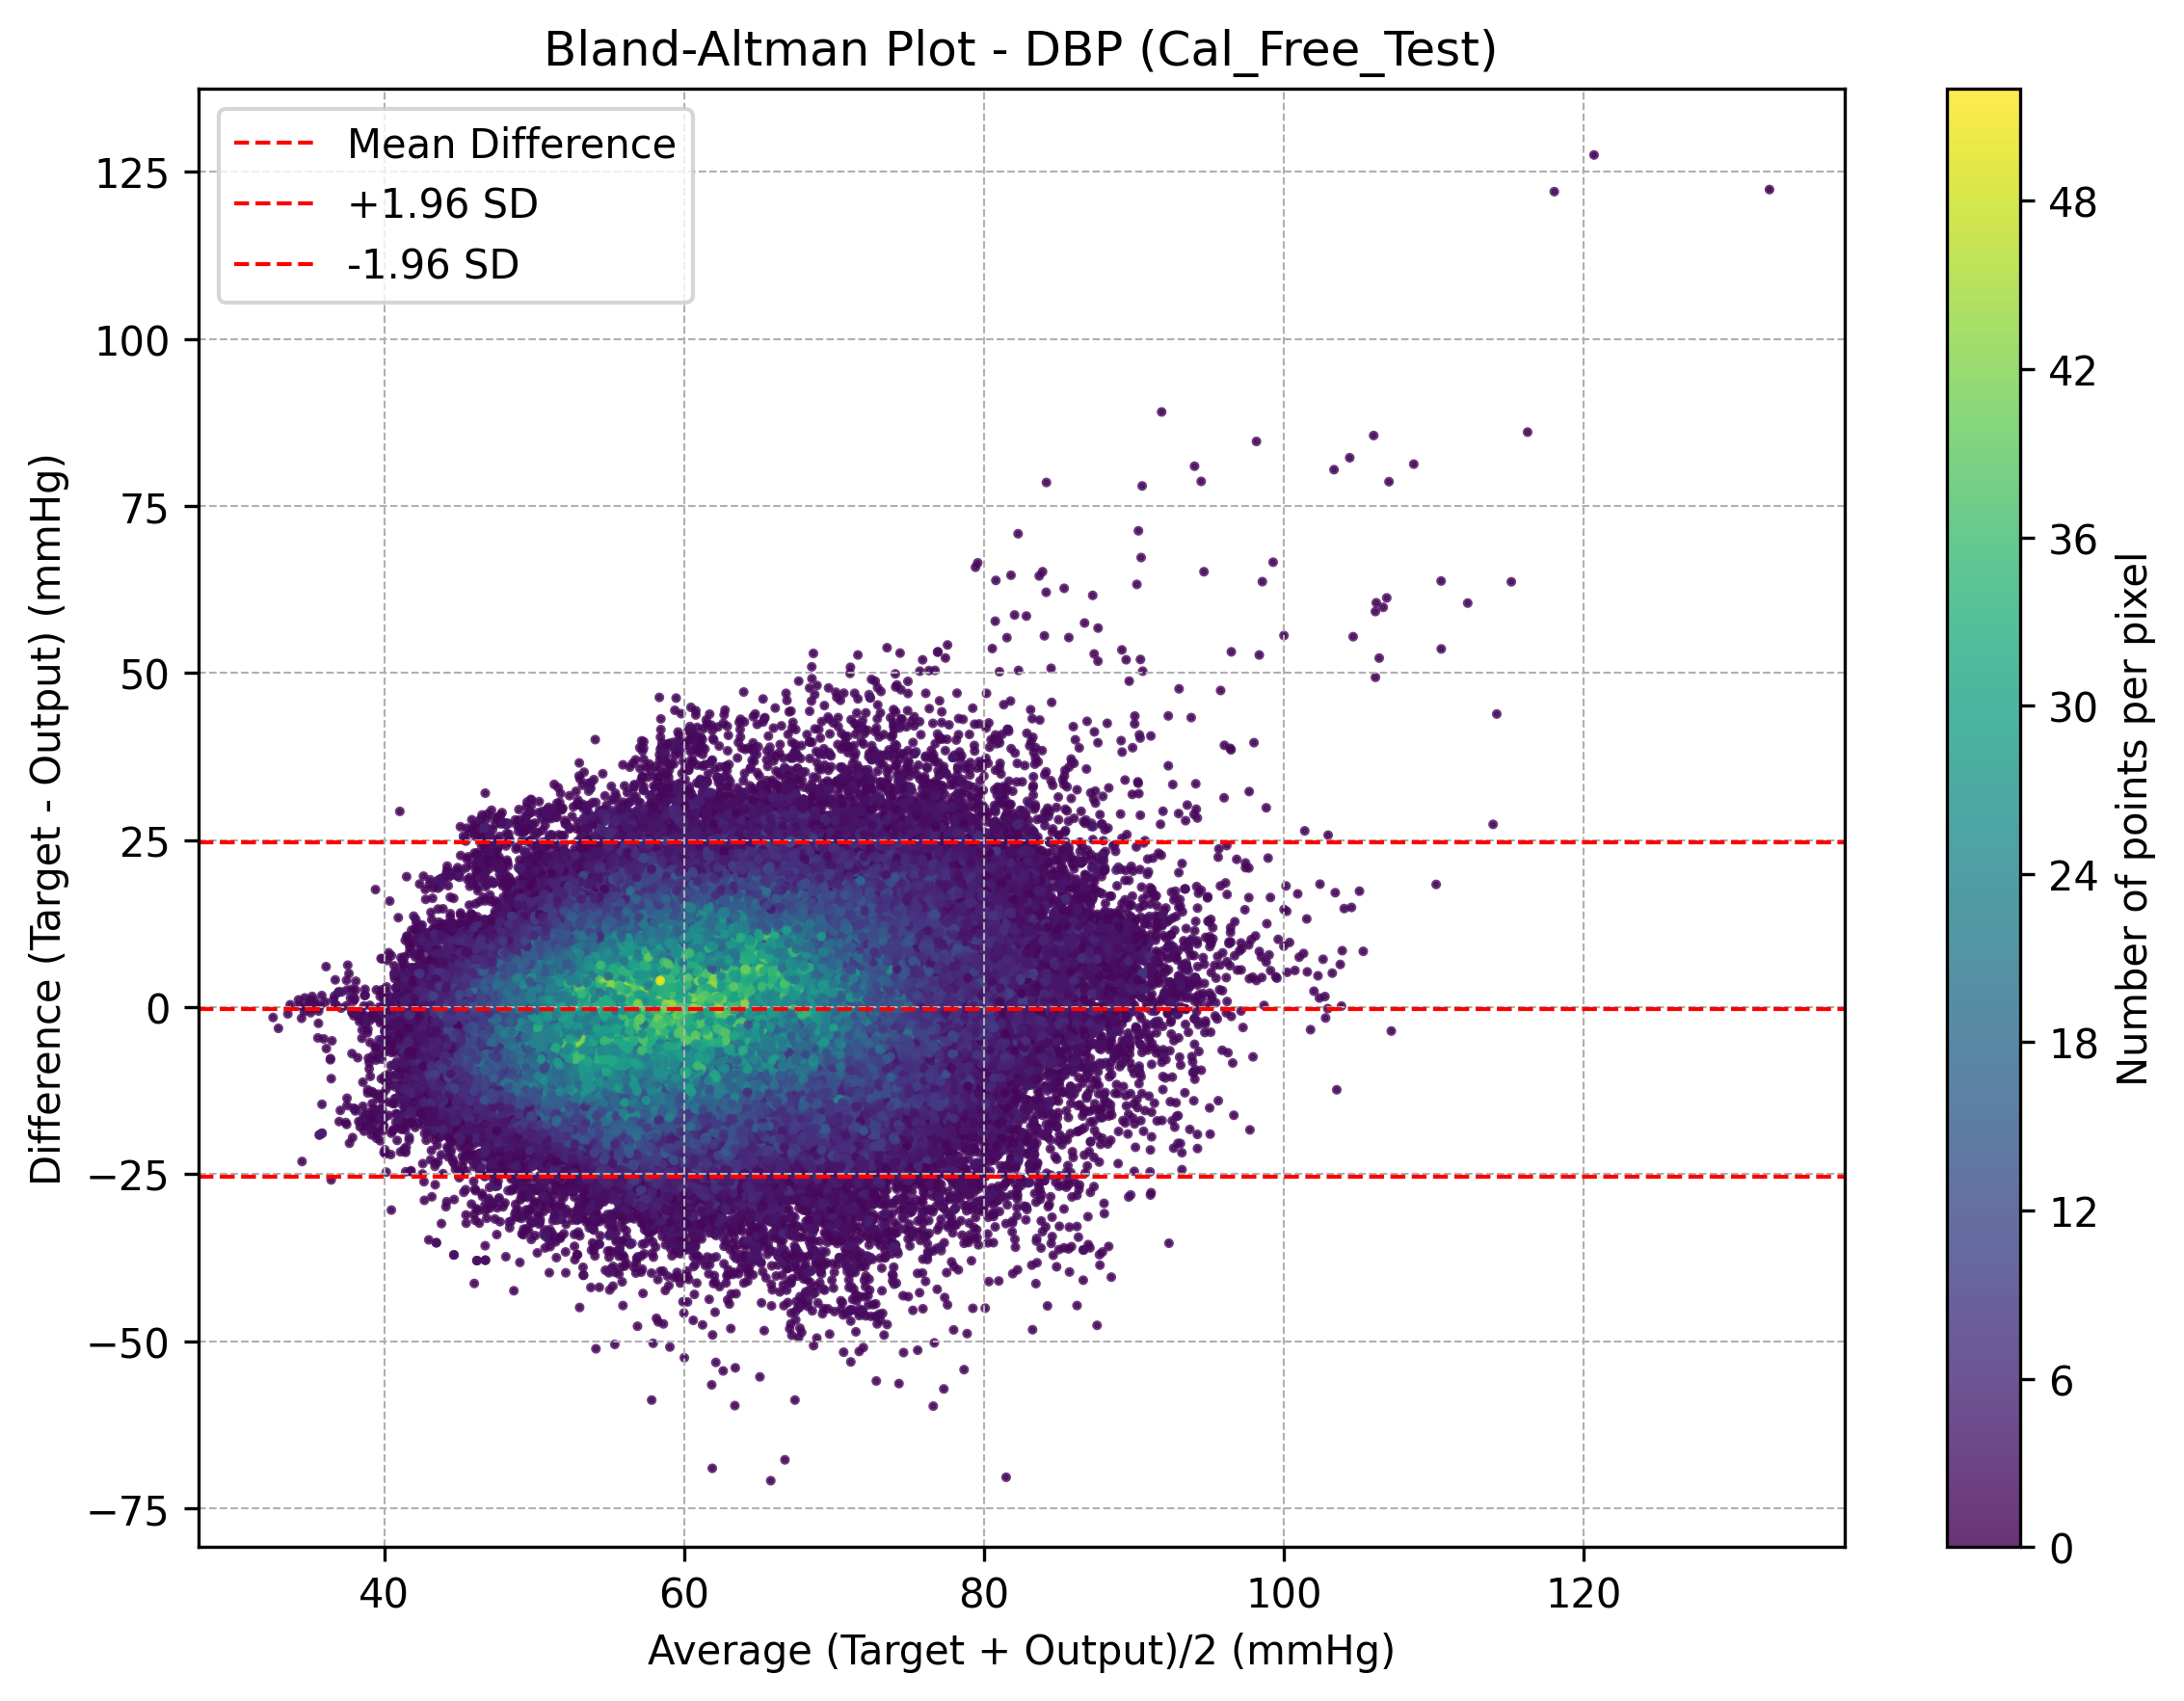 Bland-Altman Plot - DBP (Cal_Free_Test)
Mean Difference
+1.96 SD
-1.96 SD
Difference (Target - Output) (mmHg)
125
100
75
50
25
0
−25
−50
−75
40 60 80 100 120
Average (Target + Output)/2 (mmHg)
48
42
36
30
24
18
12
6
0
Number of points per pixel